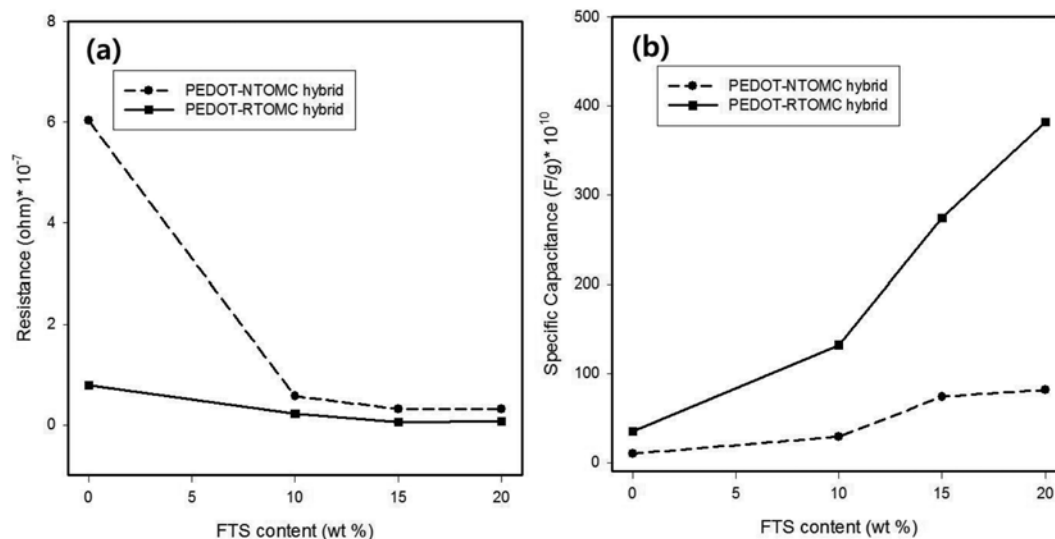 (a)
PEDOT-NTOMC hybrid
PEDOT-RTOMC hybrid
Resistance (ohm)* 10^-7
8
6
4
2
0
0 5 10 15 20
FTS content (wt %)
(b)
PEDOT-NTOMC hybrid
PEDOT-RTOMC hybrid
Specific Capacitance (F/g)* 10^10
500
400
300
200
100
0
0 5 10 15 20
FTS content (wt %)